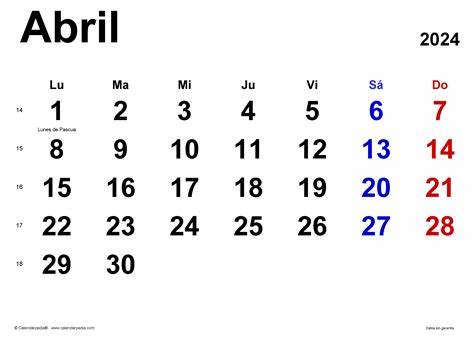 Abril
2024
Lu Ma Mi Ju Vi Sá Do
14 1 2 3 4 5 6 7
Lunes de Pascua
15 8 9 10 11 12 13 14
16 15 16 17 18 19 20 21
17 22 23 24 25 26 27 28
18 29 30
© Calendarpedia® www.calendarpedia.com
Datos sin garantía